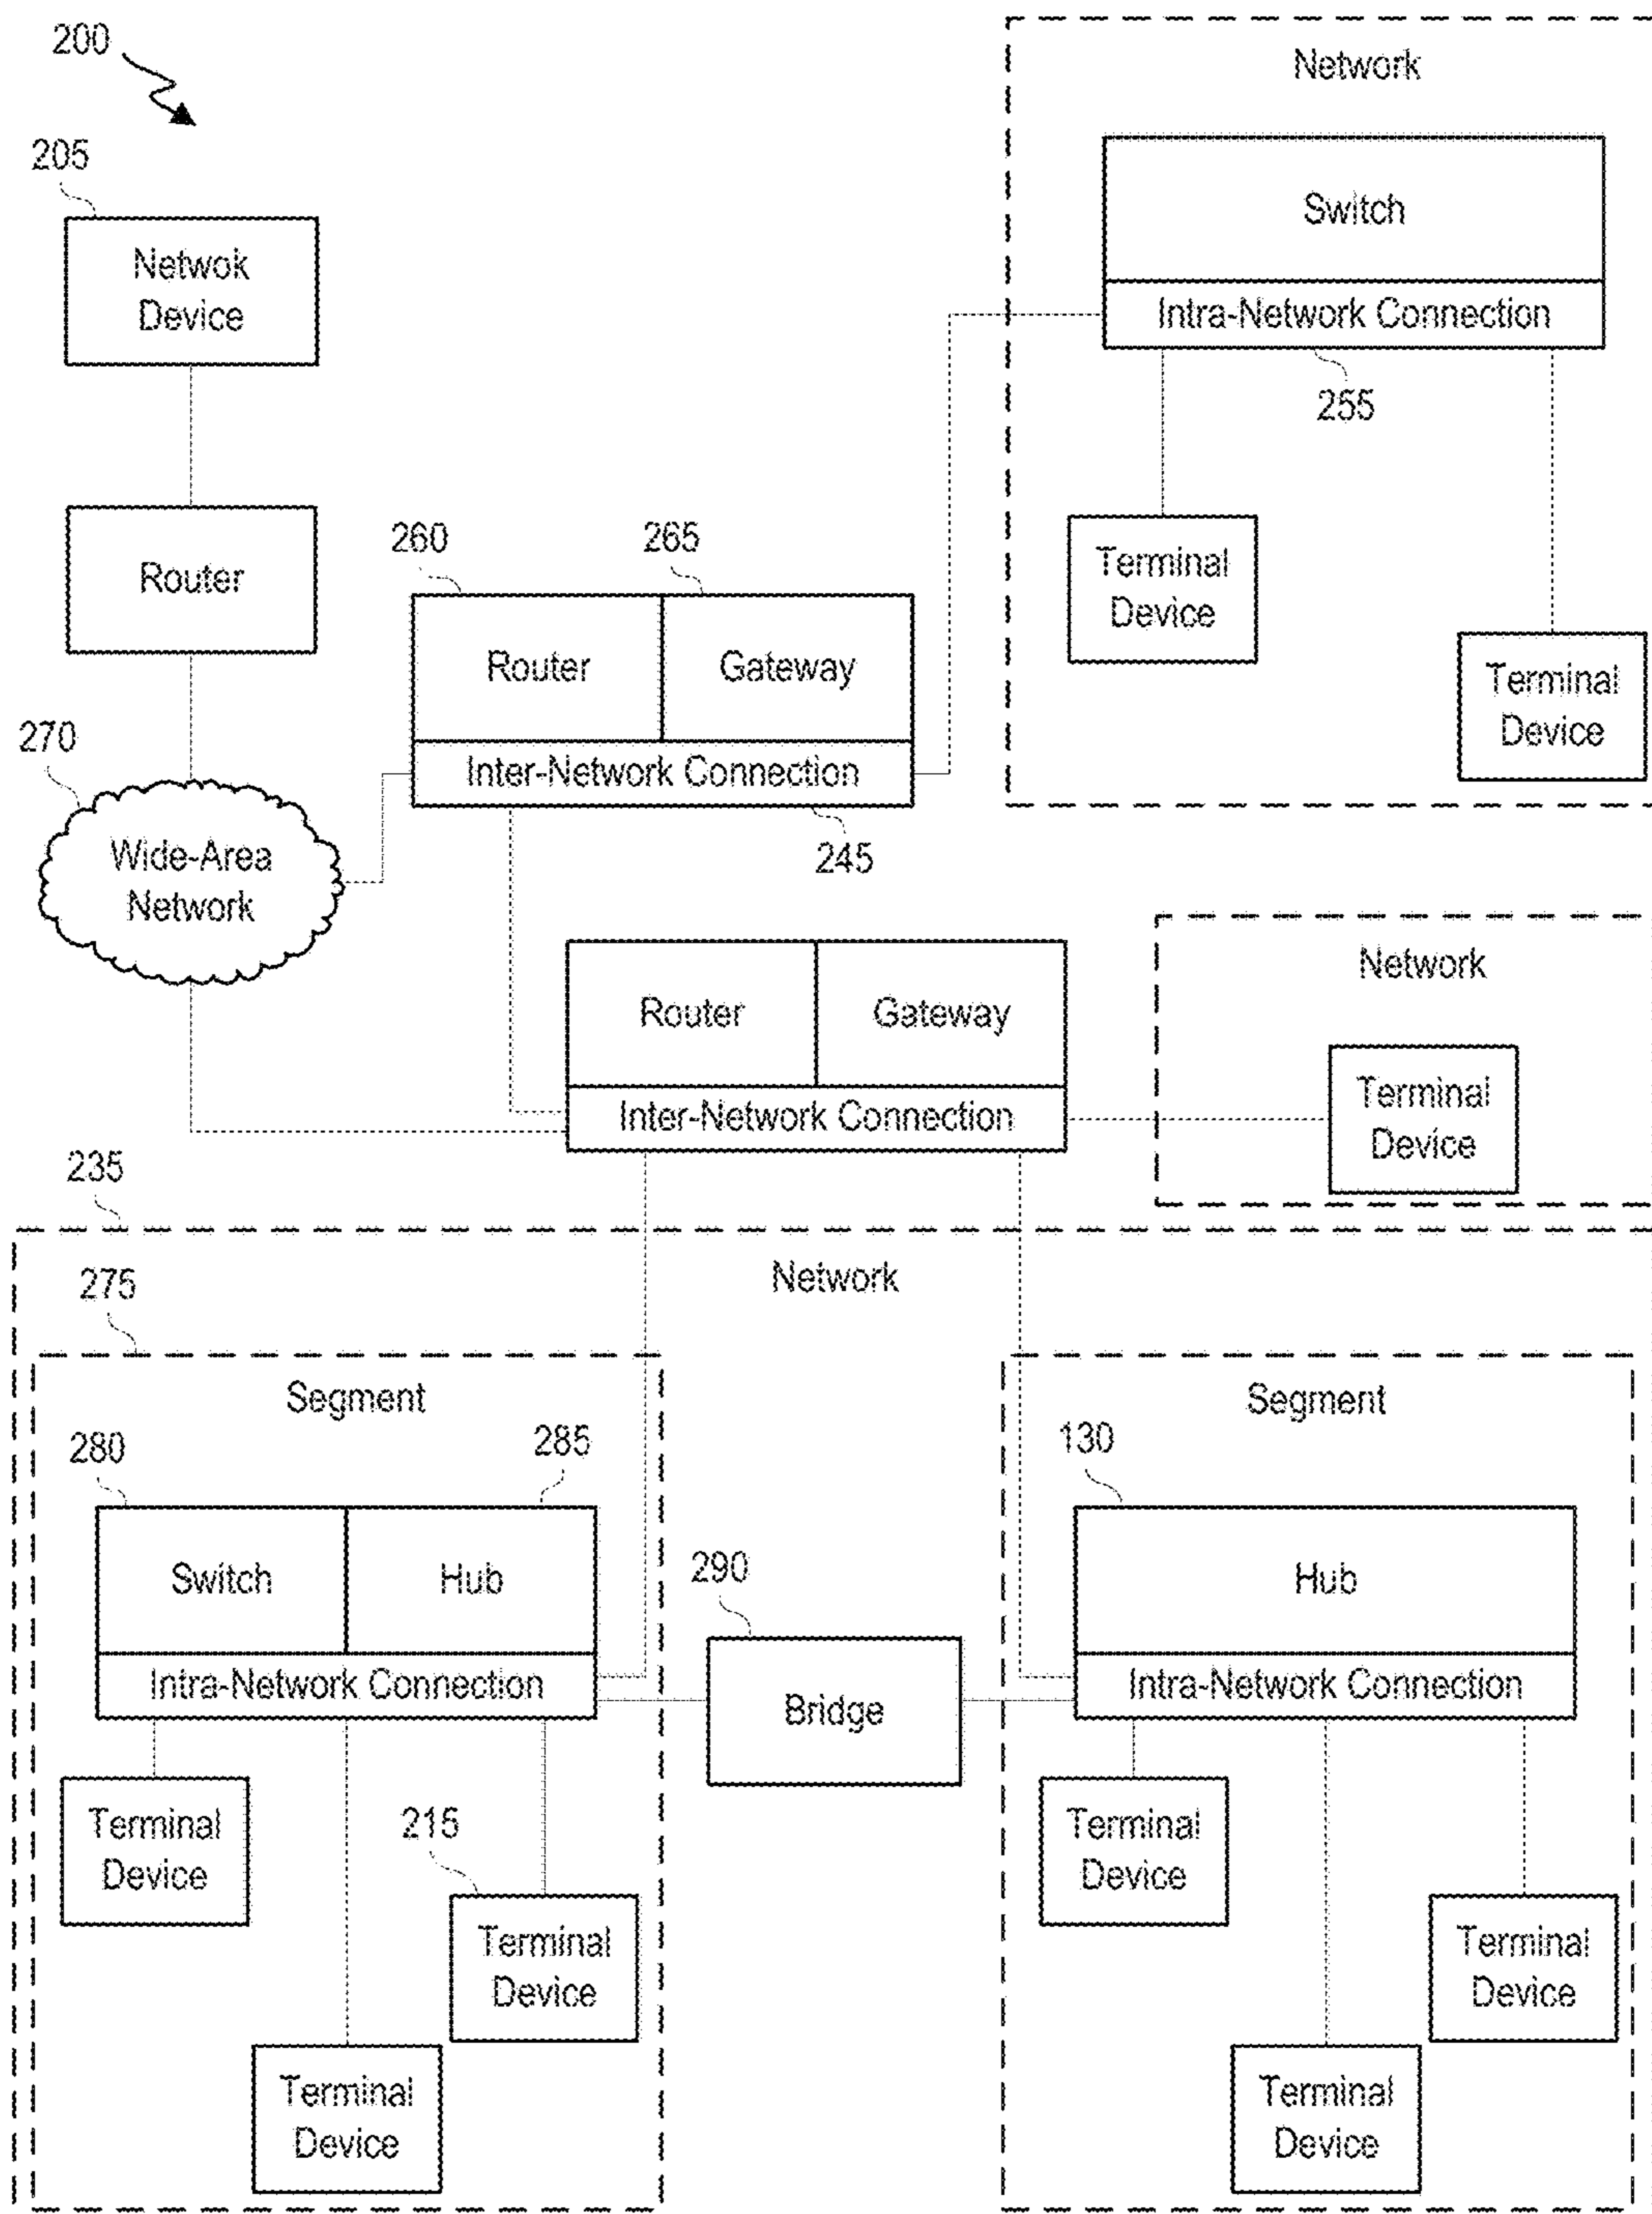 200
Network
205
Switch
Netwok
Device
Intra-Network Connection
255
260
265
Terminal
Device
Router
Router
Gateway
Terminal
Device
270
Inter-Network Connection
Wide-Area
Network
245
Network
Router
Gateway
Terminal
Device
Inter-Network Connection
235
Network
275
Segment
Segment
280
285
130
Switch
Hub
290
Hub
Intra-Network Connection
Bridge
Intra-Network Connection
Terminal
Device
215
Terminal
Device
Terminal
Device
Terminal
Device
Terminal
Device
Terminal
Device